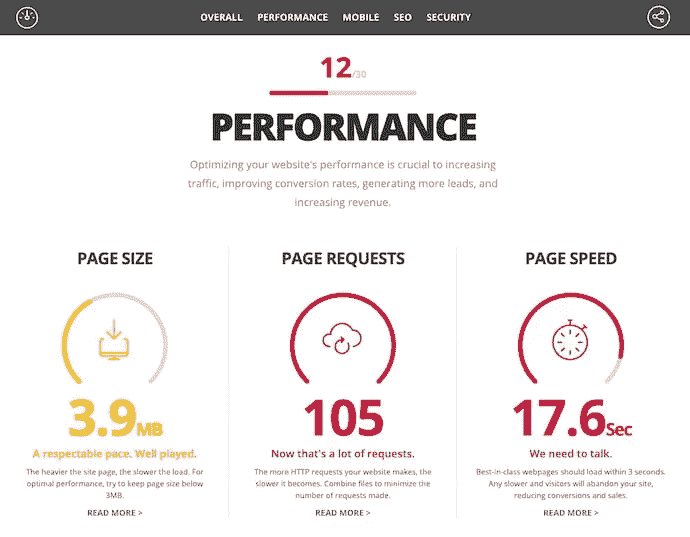 OVERALL PERFORMANCE MOBILE SEO SECURITY
12/30
PERFORMANCE
Optimizing your website's performance is crucial to increasing
traffic, improving conversion rates, generating more leads, and
increasing revenue.
PAGE SIZE
3.9MB
A respectable pace. Well played.
The heavier the site page, the slower the load. For
optimal performance, try to keep page size below
3MB.
READ MORE >
PAGE REQUESTS
105
Now that's a lot of requests.
The more HTTP requests your website makes, the
slower it becomes. Combine files to minimize the
number of requests made.
READ MORE >
PAGE SPEED
17.6Sec
We need to talk.
Best-in-class webpages should load within 3 seconds.
Any slower and visitors will abandon your site,
reducing conversions and sales.
READ MORE >